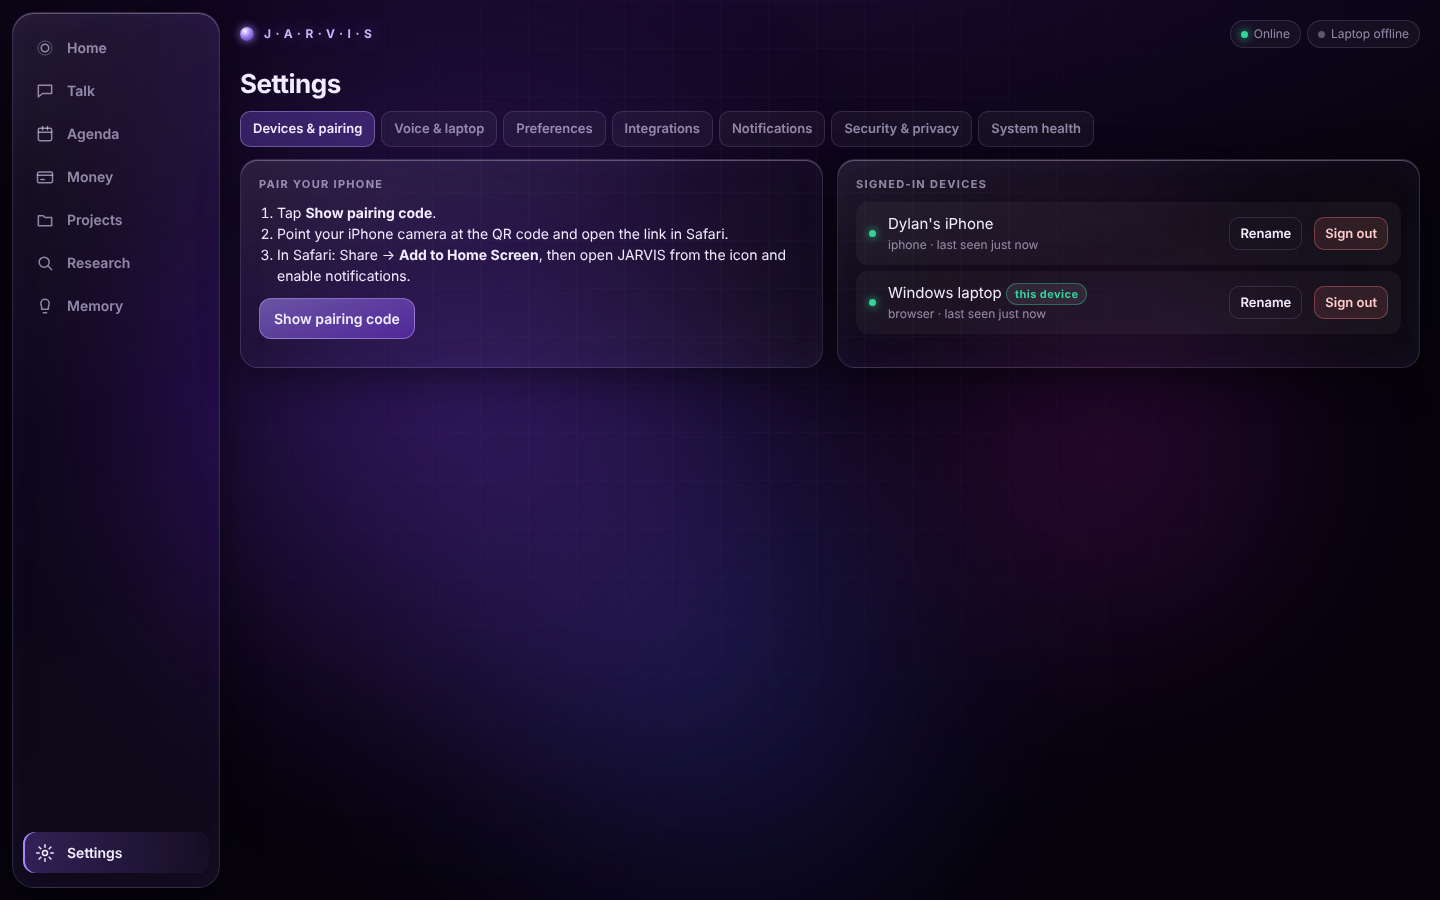 Home
Talk
Agenda
Money
Projects
Research
Memory
Settings
J·A·R·V·I·S
Online
Laptop offline
Settings
Devices & pairing
Voice & laptop
Preferences
Integrations
Notifications
Security & privacy
System health
PAIR YOUR IPHONE
1. Tap Show pairing code.
2. Point your iPhone camera at the QR code and open the link in Safari.
3. In Safari: Share → Add to Home Screen, then open JARVIS from the icon and
enable notifications.
Show pairing code
SIGNED-IN DEVICES
Dylan's iPhone
iphone · last seen just now
Rename
Sign out
Windows laptop this device
browser · last seen just now
Rename
Sign out